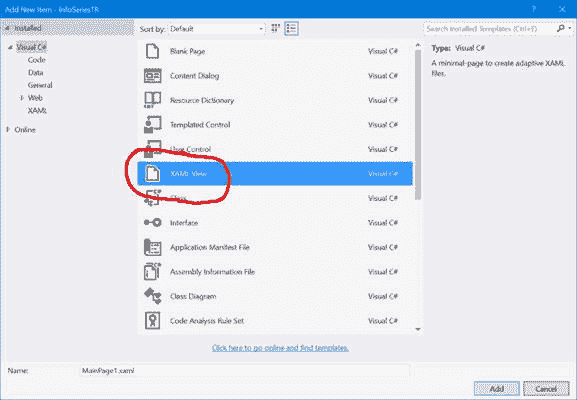 Add New Item - InfoSeriesTR
Installed
Sort by: Default
Search Installed Templates (Ctrl+E)
Visual C#
Code
Data
General
Web
XAML
Online
Blank Page Visual C#
Content Dialog Visual C#
Resource Dictionary Visual C#
Templated Control Visual C#
User Control Visual C#
XAML View Visual C#
Class Visual C#
Interface Visual C#
Application Manifest File Visual C#
Assembly Information File Visual C#
Class Diagram Visual C#
Code Analysis Rule Set Visual C#
Type: Visual C#
A minimal-page to create adaptive XAML
files.
Click here to go online and find templates.
Name: MainPage1.xaml
Add Cancel